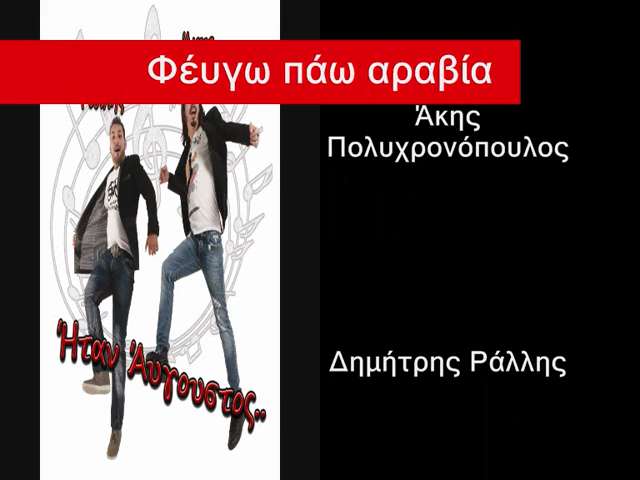 Φέυγω πάω αραβία
Άκης
Πολυχρονόπουλος
Δημήτρης Ράλλης
Ήταν Άυγουστος..